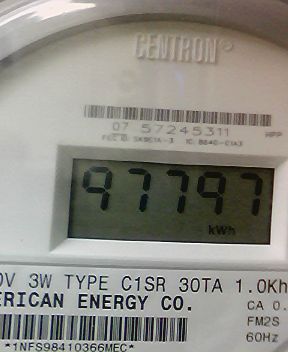 CENTRON®
07 57245311
HPP
97797
kWh
0V 3W TYPE C1SR 30TA 1.0Kh
ERICAN ENERGY CO.
CA 0.
FM2S
60Hz
*1NFS98410366MEC*